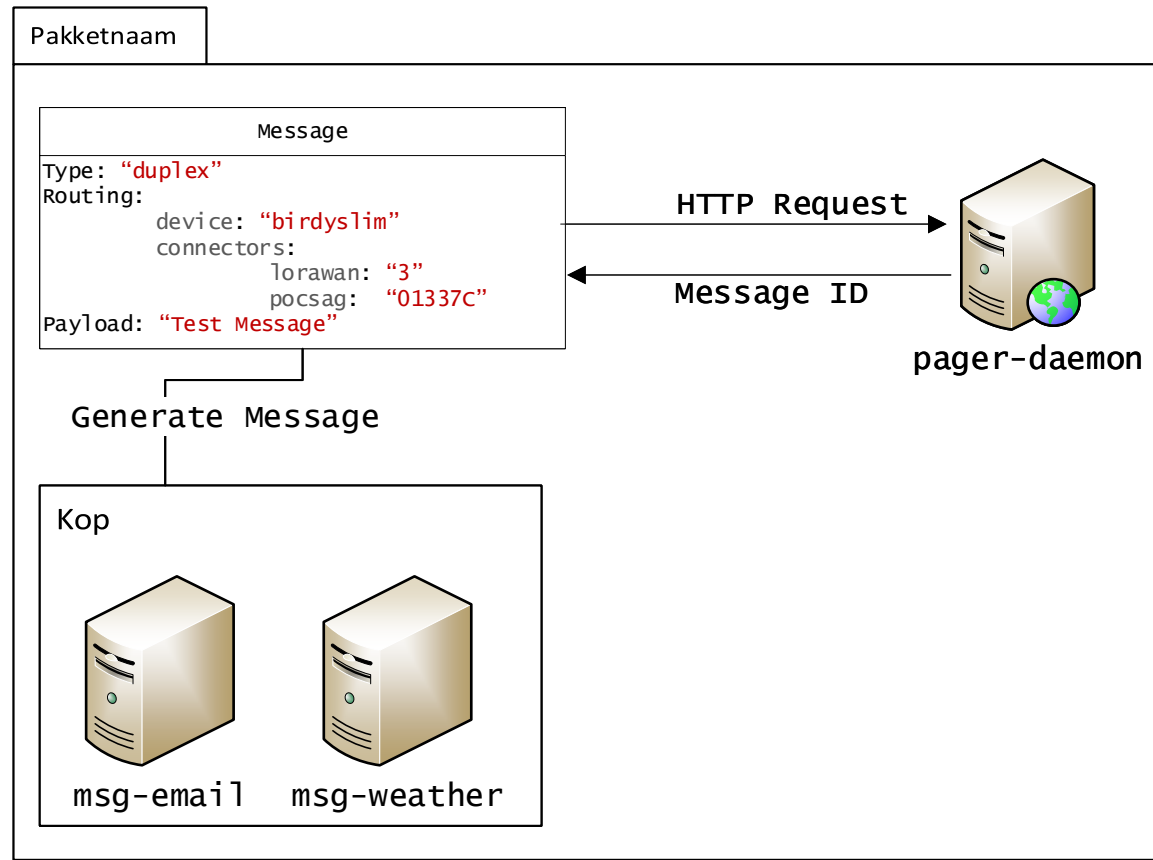 Pakketnaam
Message
Type: “duplex”
Routing:
device: “birdyslim”
connectors:
lorawan: “3”
pocsag: “01337C”
Payload: “Test Message”
HTTP Request
Message ID
pager-daemon
Generate Message
Kop
msg-email msg-weather